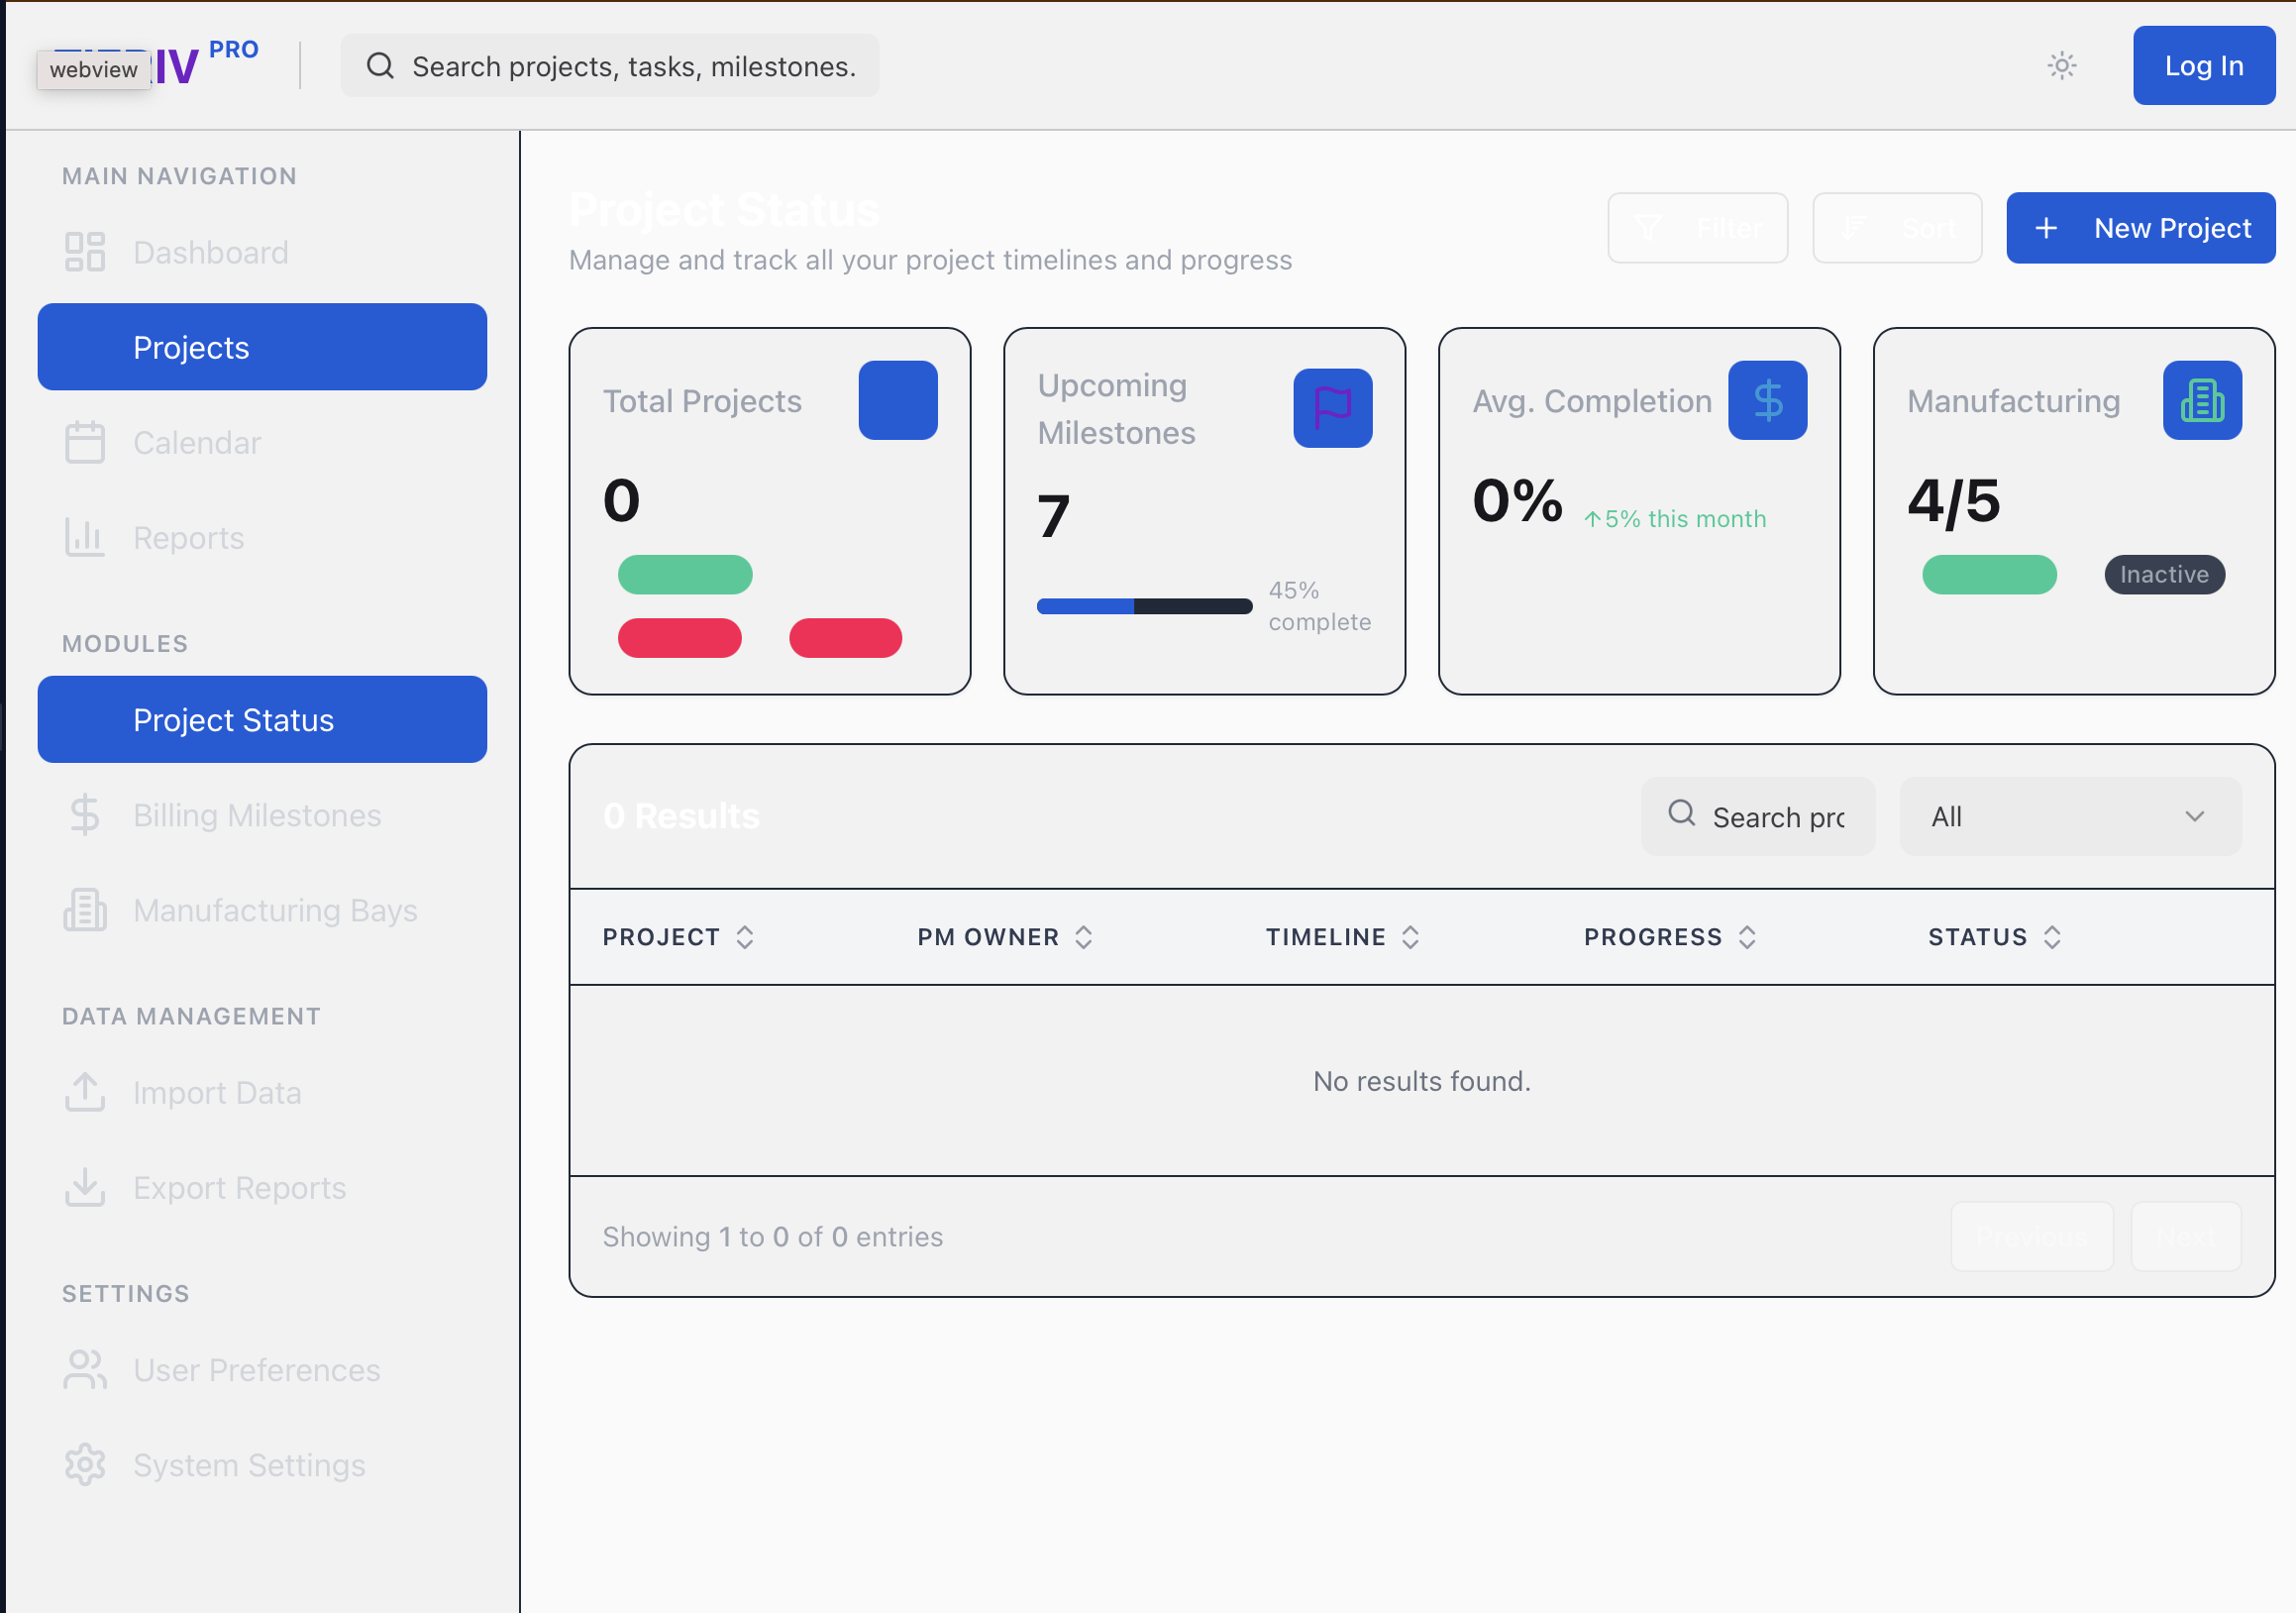 webview
IV PRO
Search projects, tasks, milestones.
Log In
MAIN NAVIGATION
Dashboard
Projects
Calendar
Reports
MODULES
Project Status
Billing Milestones
Manufacturing Bays
DATA MANAGEMENT
Import Data
Export Reports
SETTINGS
User Preferences
System Settings
Project Status
Manage and track all your project timelines and progress
Filter
Sort
New Project
Total Projects
0
Upcoming
Milestones
7
45%
complete
Avg. Completion
0% ↑5% this month
Manufacturing
4/5
Inactive
0 Results
Search pro
All
PROJECT PM OWNER TIMELINE PROGRESS STATUS
No results found.
Showing 1 to 0 of 0 entries
Previous
Next